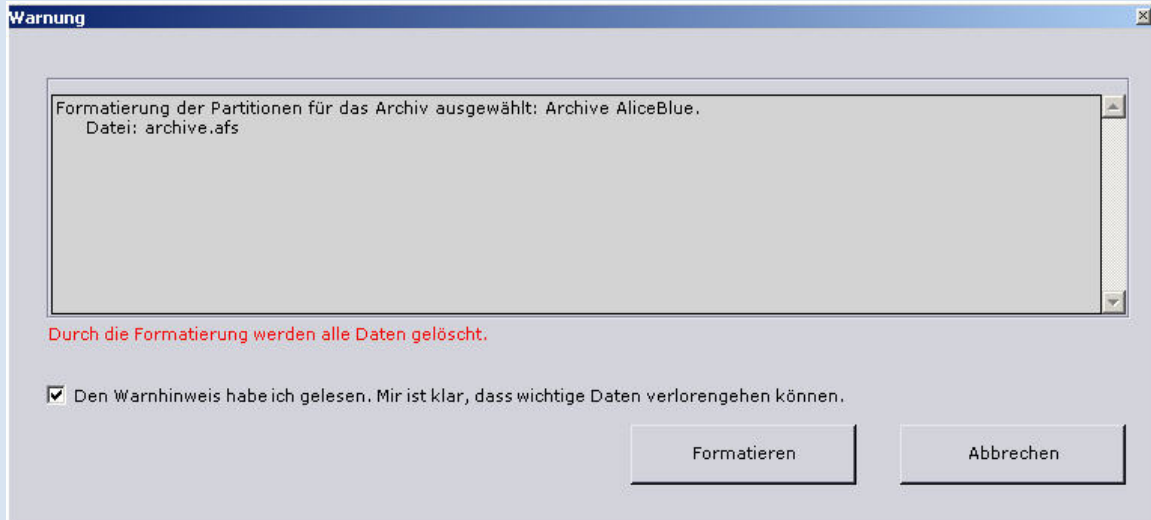 Warnung
Formatierung der Partitionen für das Archiv ausgewählt: Archive AliceBlue.
Datei: archive.afs
Durch die Formatierung werden alle Daten gelöscht.
Den Warnhinweis habe ich gelesen. Mir ist klar, dass wichtige Daten verlorengehen können.
Formatieren
Abbrechen